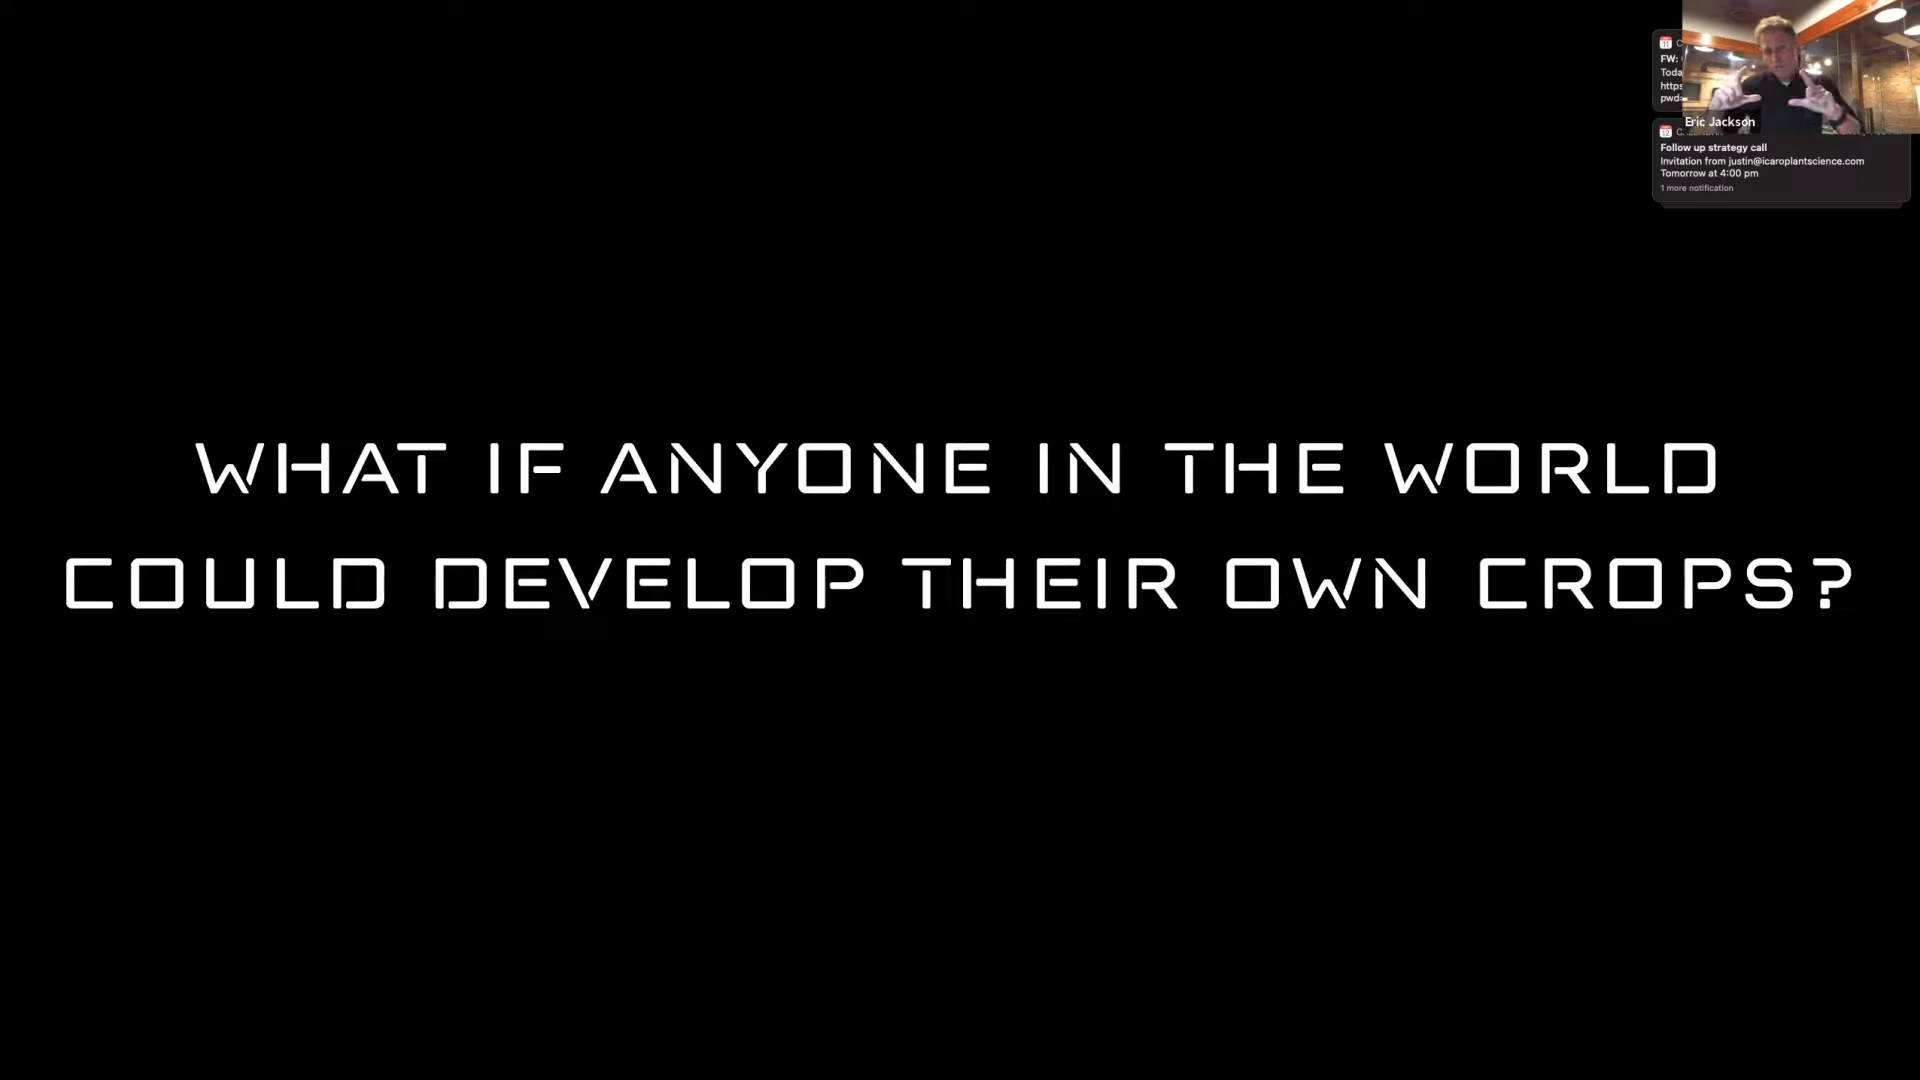 WHAT IF ANYONE IN THE WORLD
COULD DEVELOP THEIR OWN CROPS?
FW:
Eric Jackson
Follow up strategy call
Invitation from justin@icaroplantscience.com
Tomorrow at 4:00 pm
1 more notification